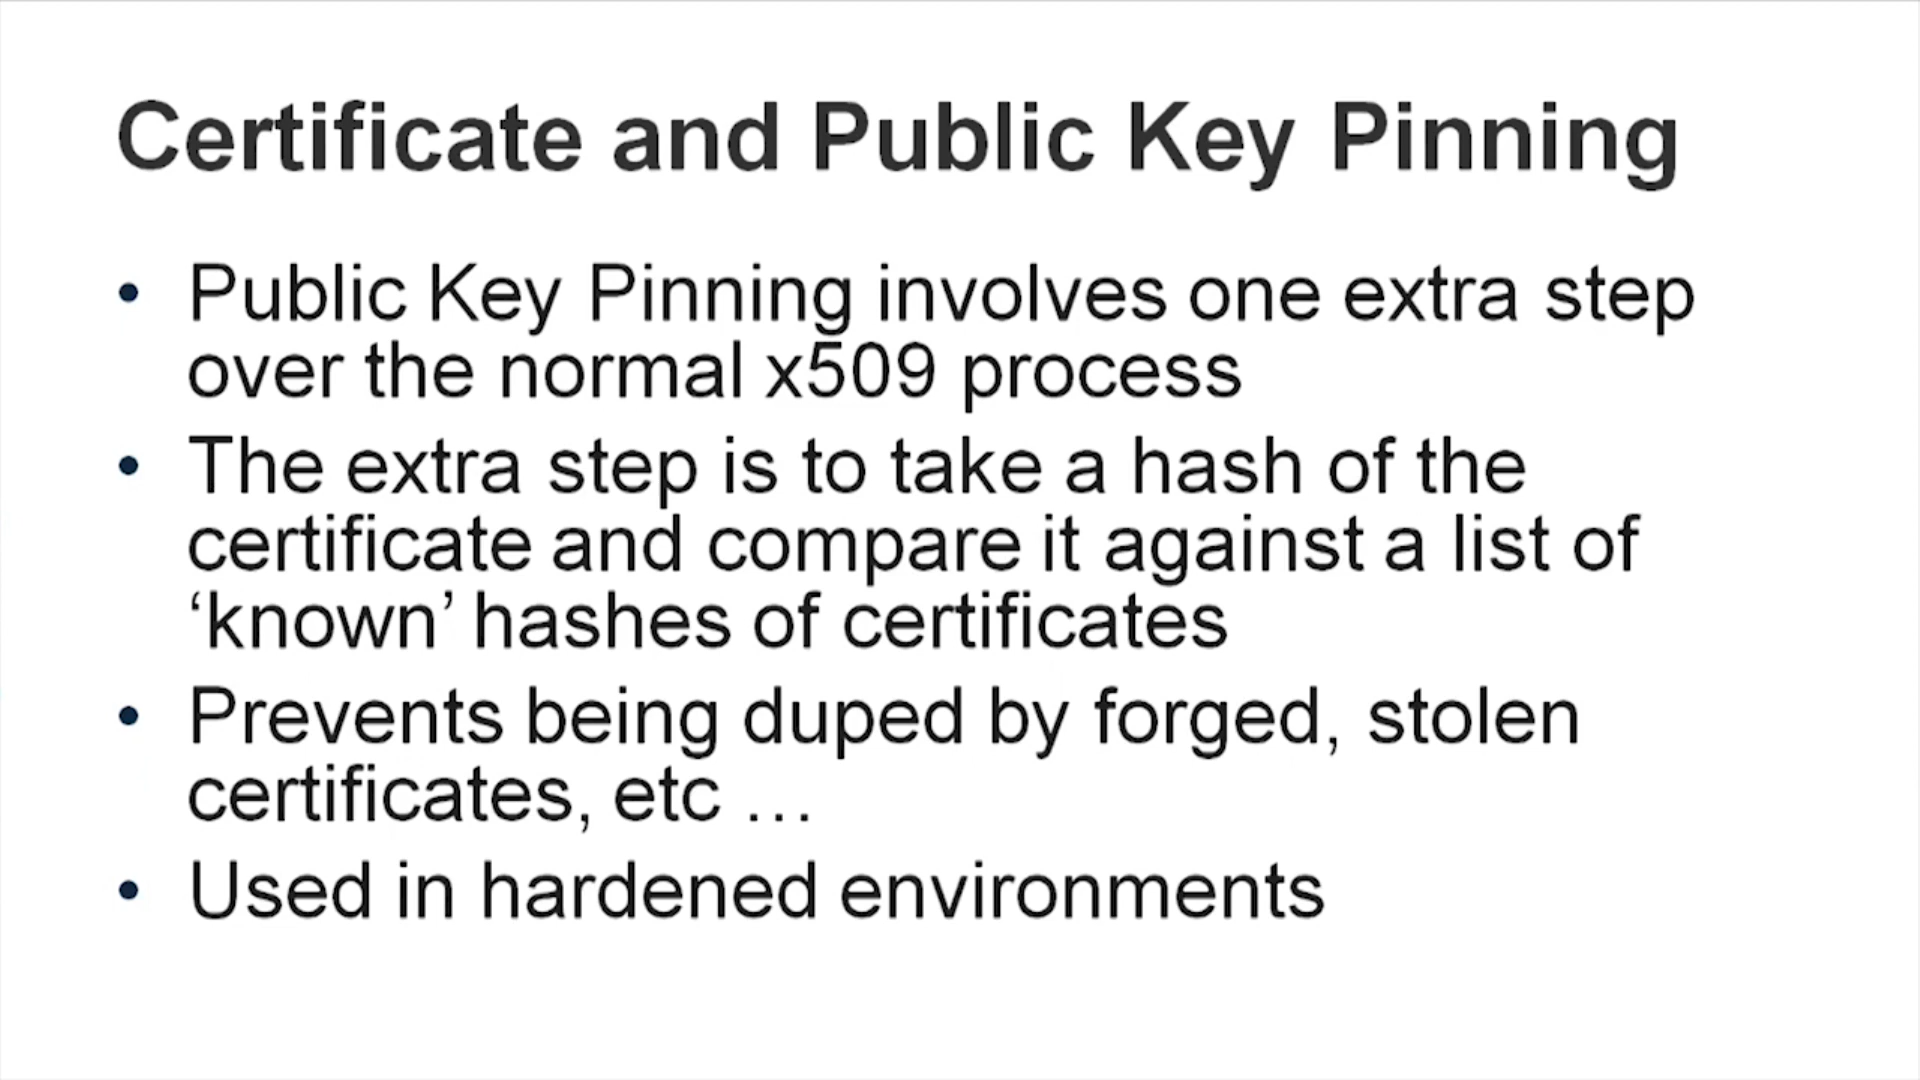 Certificate and Public Key Pinning
• Public Key Pinning involves one extra step
over the normal x509 process
• The extra step is to take a hash of the
certificate and compare it against a list of
‘known’ hashes of certificates
• Prevents being duped by forged, stolen
certificates, etc …
• Used in hardened environments